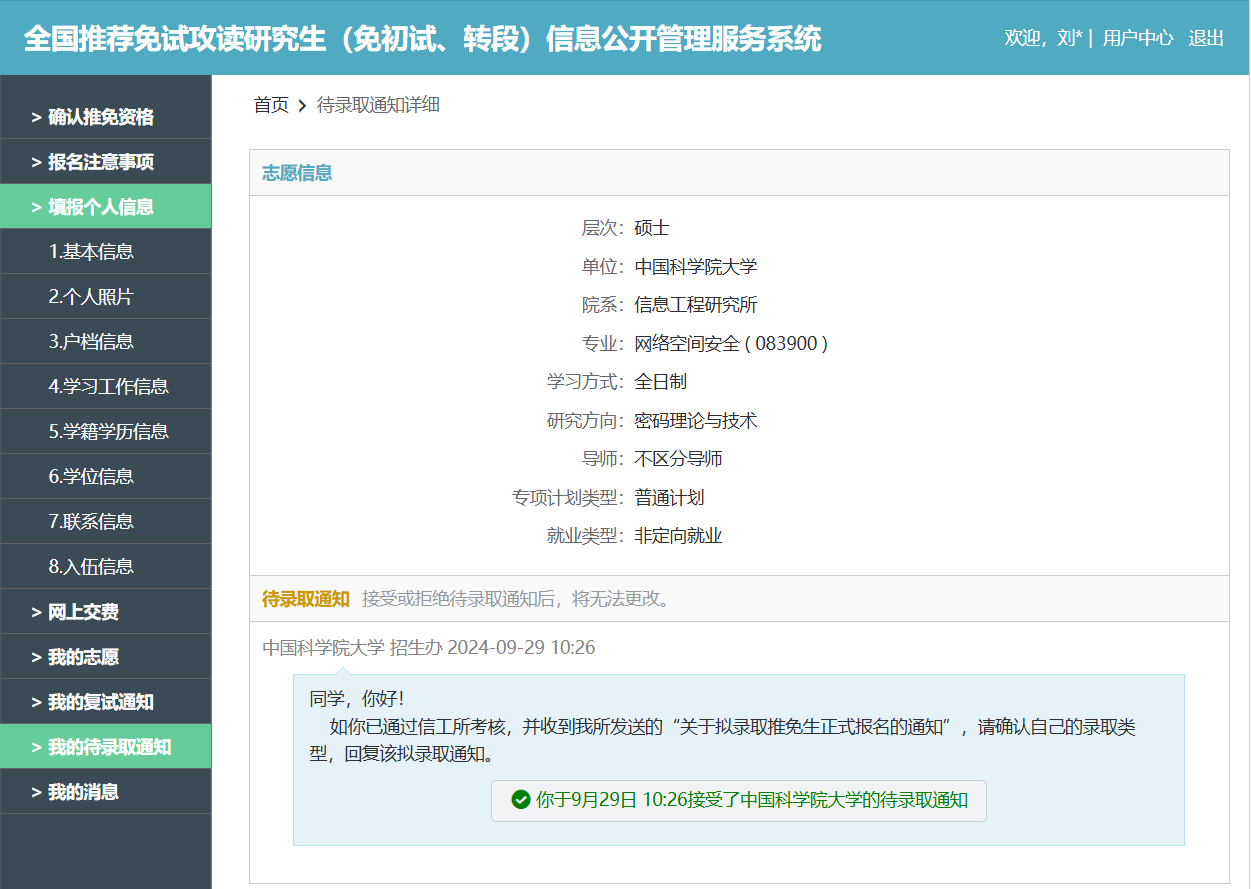 全国推荐免试攻读研究生（免初试、转段）信息公开管理服务系统
欢迎，刘* | 用户中心 退出
> 确认推免资格
> 报名注意事项
> 填报个人信息
1.基本信息
2.个人照片
3.户档信息
4.学习工作信息
5.学籍学历信息
6.学位信息
7.联系信息
8.入伍信息
> 网上交费
> 我的志愿
> 我的复试通知
> 我的待录取通知
> 我的消息
首页 > 待录取通知详细
志愿信息
层次：硕士
单位：中国科学院大学
院系：信息工程研究所
专业：网络空间安全 ( 083900 )
学习方式：全日制
研究方向：密码理论与技术
导师：不区分导师
专项计划类型：普通计划
就业类型：非定向就业
待录取通知 接受或拒绝待录取通知后，将无法更改。
中国科学院大学 招生办 2024-09-29 10:26
同学，你好！
如你已通过信工所考核，并收到我所发送的“关于拟录取推免生正式报名的通知”，请确认自己的录取类
型，回复该拟录取通知。
你于9月29日 10:26接受了中国科学院大学的待录取通知